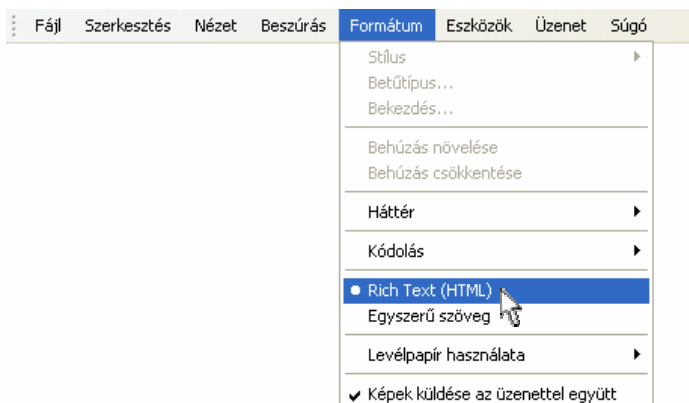 Fájl Szerkesztés Nézet Beszúrás Formátum Eszközök Üzenet Súgó
Stílus
Betűtípus...
Bekezdés...
Behúzás növelése
Behúzás csökkentése
Háttér
Kódolás
Rich Text (HTML)
Egyszerű szöveg
Levélpapír használata
Képek küldése az üzenettel együtt